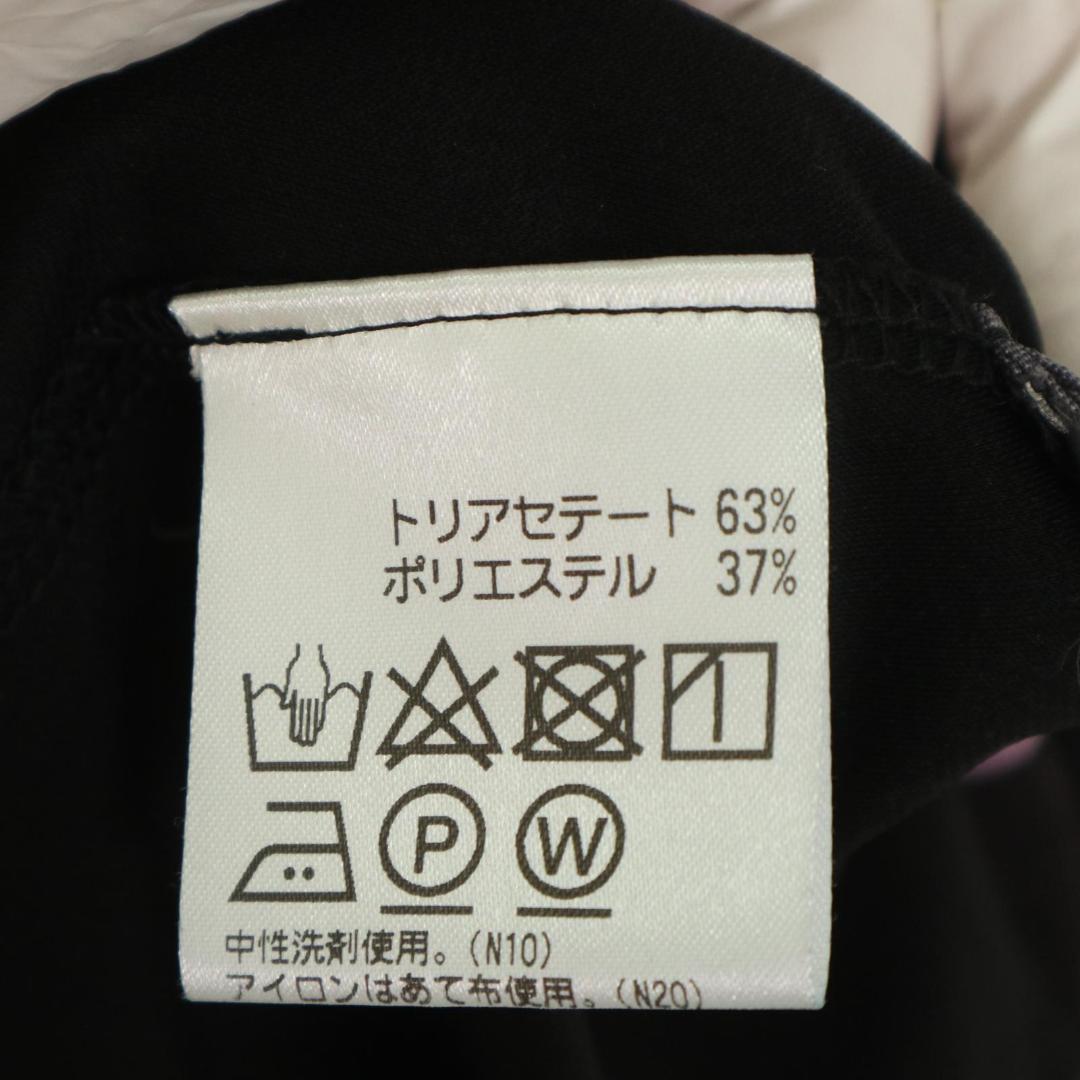 トリアセテート 63%
ポリエステル 37%
P W
中性洗剤使用。(N10)
アイロンはあて布使用。(N20)